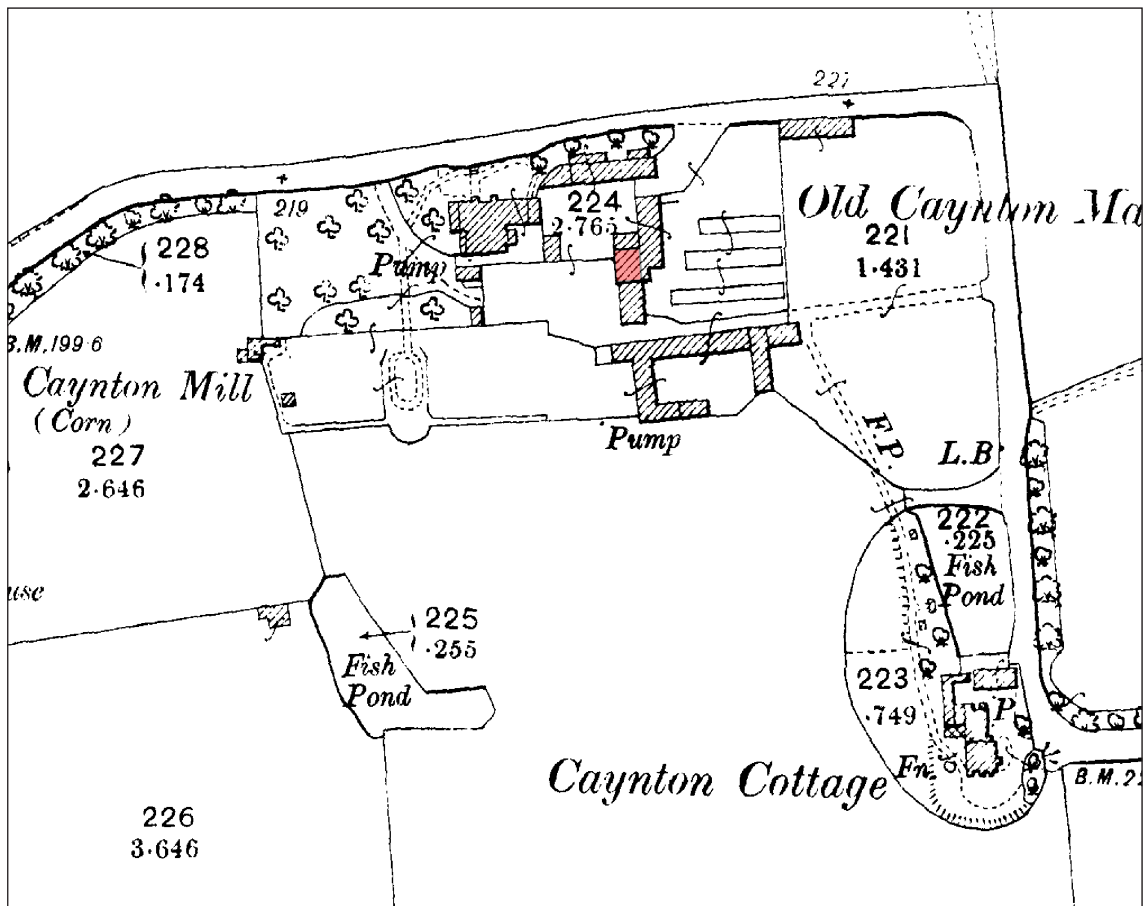 221
219
224
2·765
Old Caynton Ma
221
1·431
228
·174
Pump
B.M.199·6
Caynton Mill
(Corn)
227
2·646
Pump
F.P.
L.B
222
·225
Fish
Pond
use
225
·255
Fish
Pond
223
·749
P
Fn.
Caynton Cottage
B.M.2
226
3·646